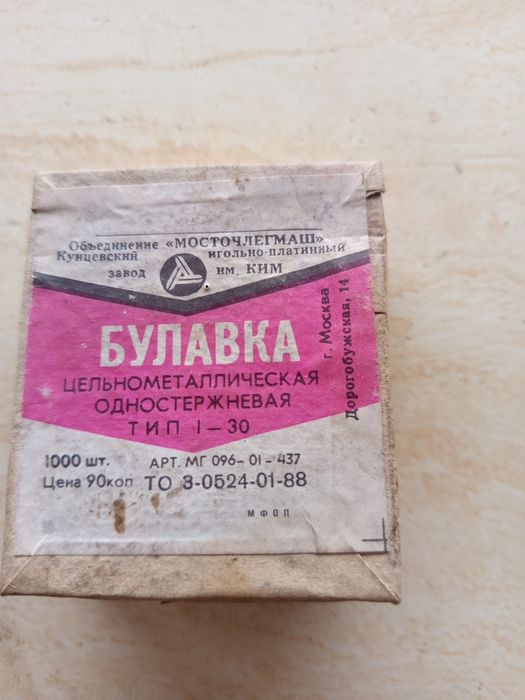 Объединение «МОСТОЧЛЕГМАШ»
Кунцевский игольно-платинный
завод им. КИМ
БУЛАВКА
ЦЕЛЬНОМЕТАЛЛИЧЕСКАЯ
ОДНОСТЕРЖНЕВАЯ
ТИП I-30
г. Москва
Дорогобужская, 14
1000 шт. АРТ. МГ 096-01-437
Цена 90коп ТО 3-0524-01-88
МФОП